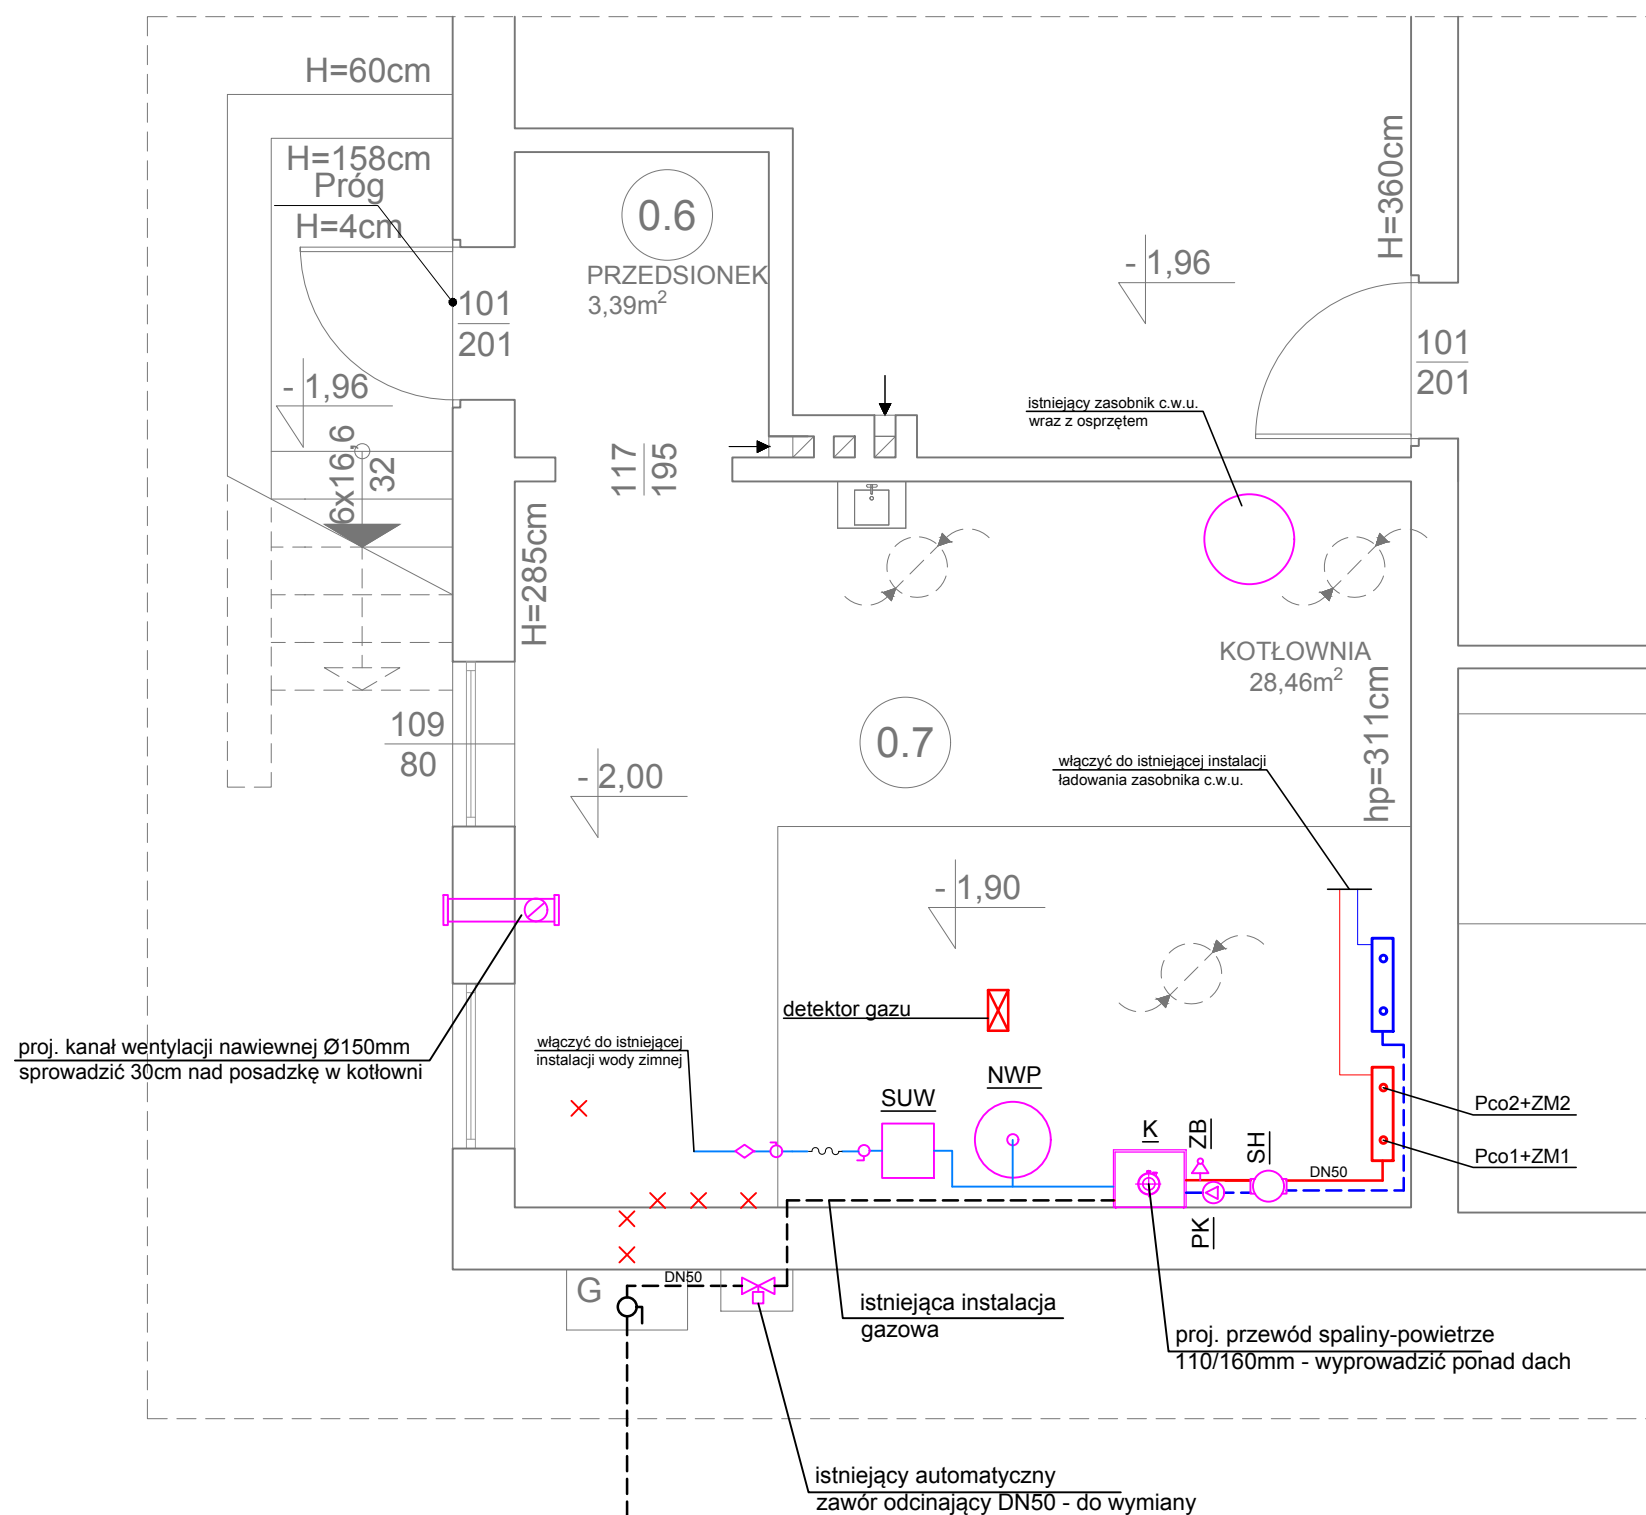 H=60cm
H=158cm
Próg
H=4cm
0.6
PRZEDSIONEK
3,39m²
101
201
- 1,96
6x16,6
32
117
195
H=285cm
H=360cm
- 1,96
101
201
istniejący zasobnik c.w.u.
wraz z osprzętem
KOTŁOWNIA
28,46m²
hp=311cm
0.7
109
80
- 2,00
włączyć do istniejącej instalacji
ładowania zasobnika c.w.u.
- 1,90
detektor gazu
proj. kanał wentylacji nawiewnej Ø150mm
sprowadzić 30cm nad posadzkę w kotłowni
włączyć do istniejącej
instalacji wody zimnej
SUW
NWP
K
ZB
SH
DN50
PK
Pco2+ZM2
Pco1+ZM1
G
DN50
istniejąca instalacja
gazowa
proj. przewód spaliny-powietrze
110/160mm - wyprowadzić ponad dach
istniejący automatyczny
zawór odcinający DN50 - do wymiany